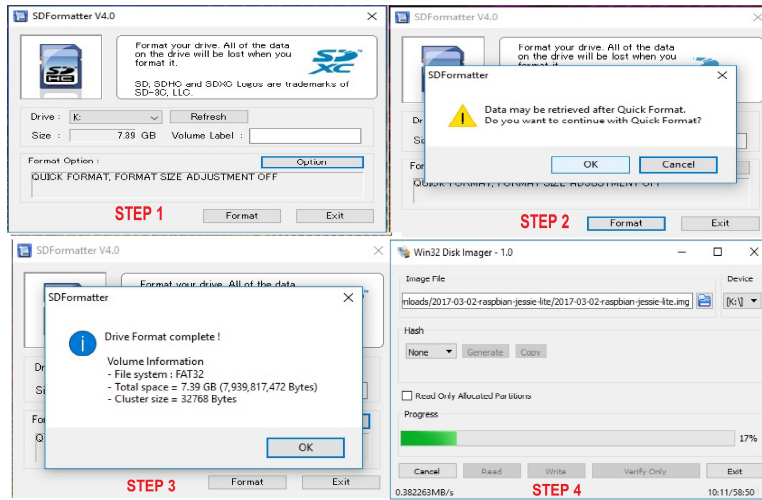 SDFormatter V4.0
Format your drive. All of the data
on the drive will be lost when you
format it.
SD, SDHC and SDXC Logos are trademarks of
SD-3C, LLC.
SD
HC
SD
XC
Drive :
K:
Refresh
Size :
7.39 GB
Volume Label :
Format Option :
Option
QUICK FORMAT, FORMAT SIZE ADJUSTMENT OFF
STEP 1
Format
Exit
SDFormatter V4.0
Format your drive. All of the data
on the drive will be lost when you
SDFormatter
Data may be retrieved after Quick Format.
Do you want to continue with Quick Format?
OK
Cancel
QUICK FORMAT, FORMAT SIZE ADJUSTMENT OFF
STEP 2
Format
Exit
SDFormatter V4.0
Format your drive. All of the data
SDFormatter
Drive Format complete !
Volume Information
- File system : FAT32
- Total space = 7.39 GB (7,939,817,472 Bytes)
- Cluster size = 32768 Bytes
OK
STEP 3
Format
Exit
Win32 Disk Imager - 1.0
Image File
Device
nloads/2017-03-02-raspbian-jessie-lite/2017-03-02-raspbian-jessie-lite.img
[K:\]
Hash
None
Generate
Copy
Read Only Allocated Partitions
Progress
17%
Cancel
Read
Write
Verify Only
Exit
0.382263MB/s
STEP 4
10:11/58:50